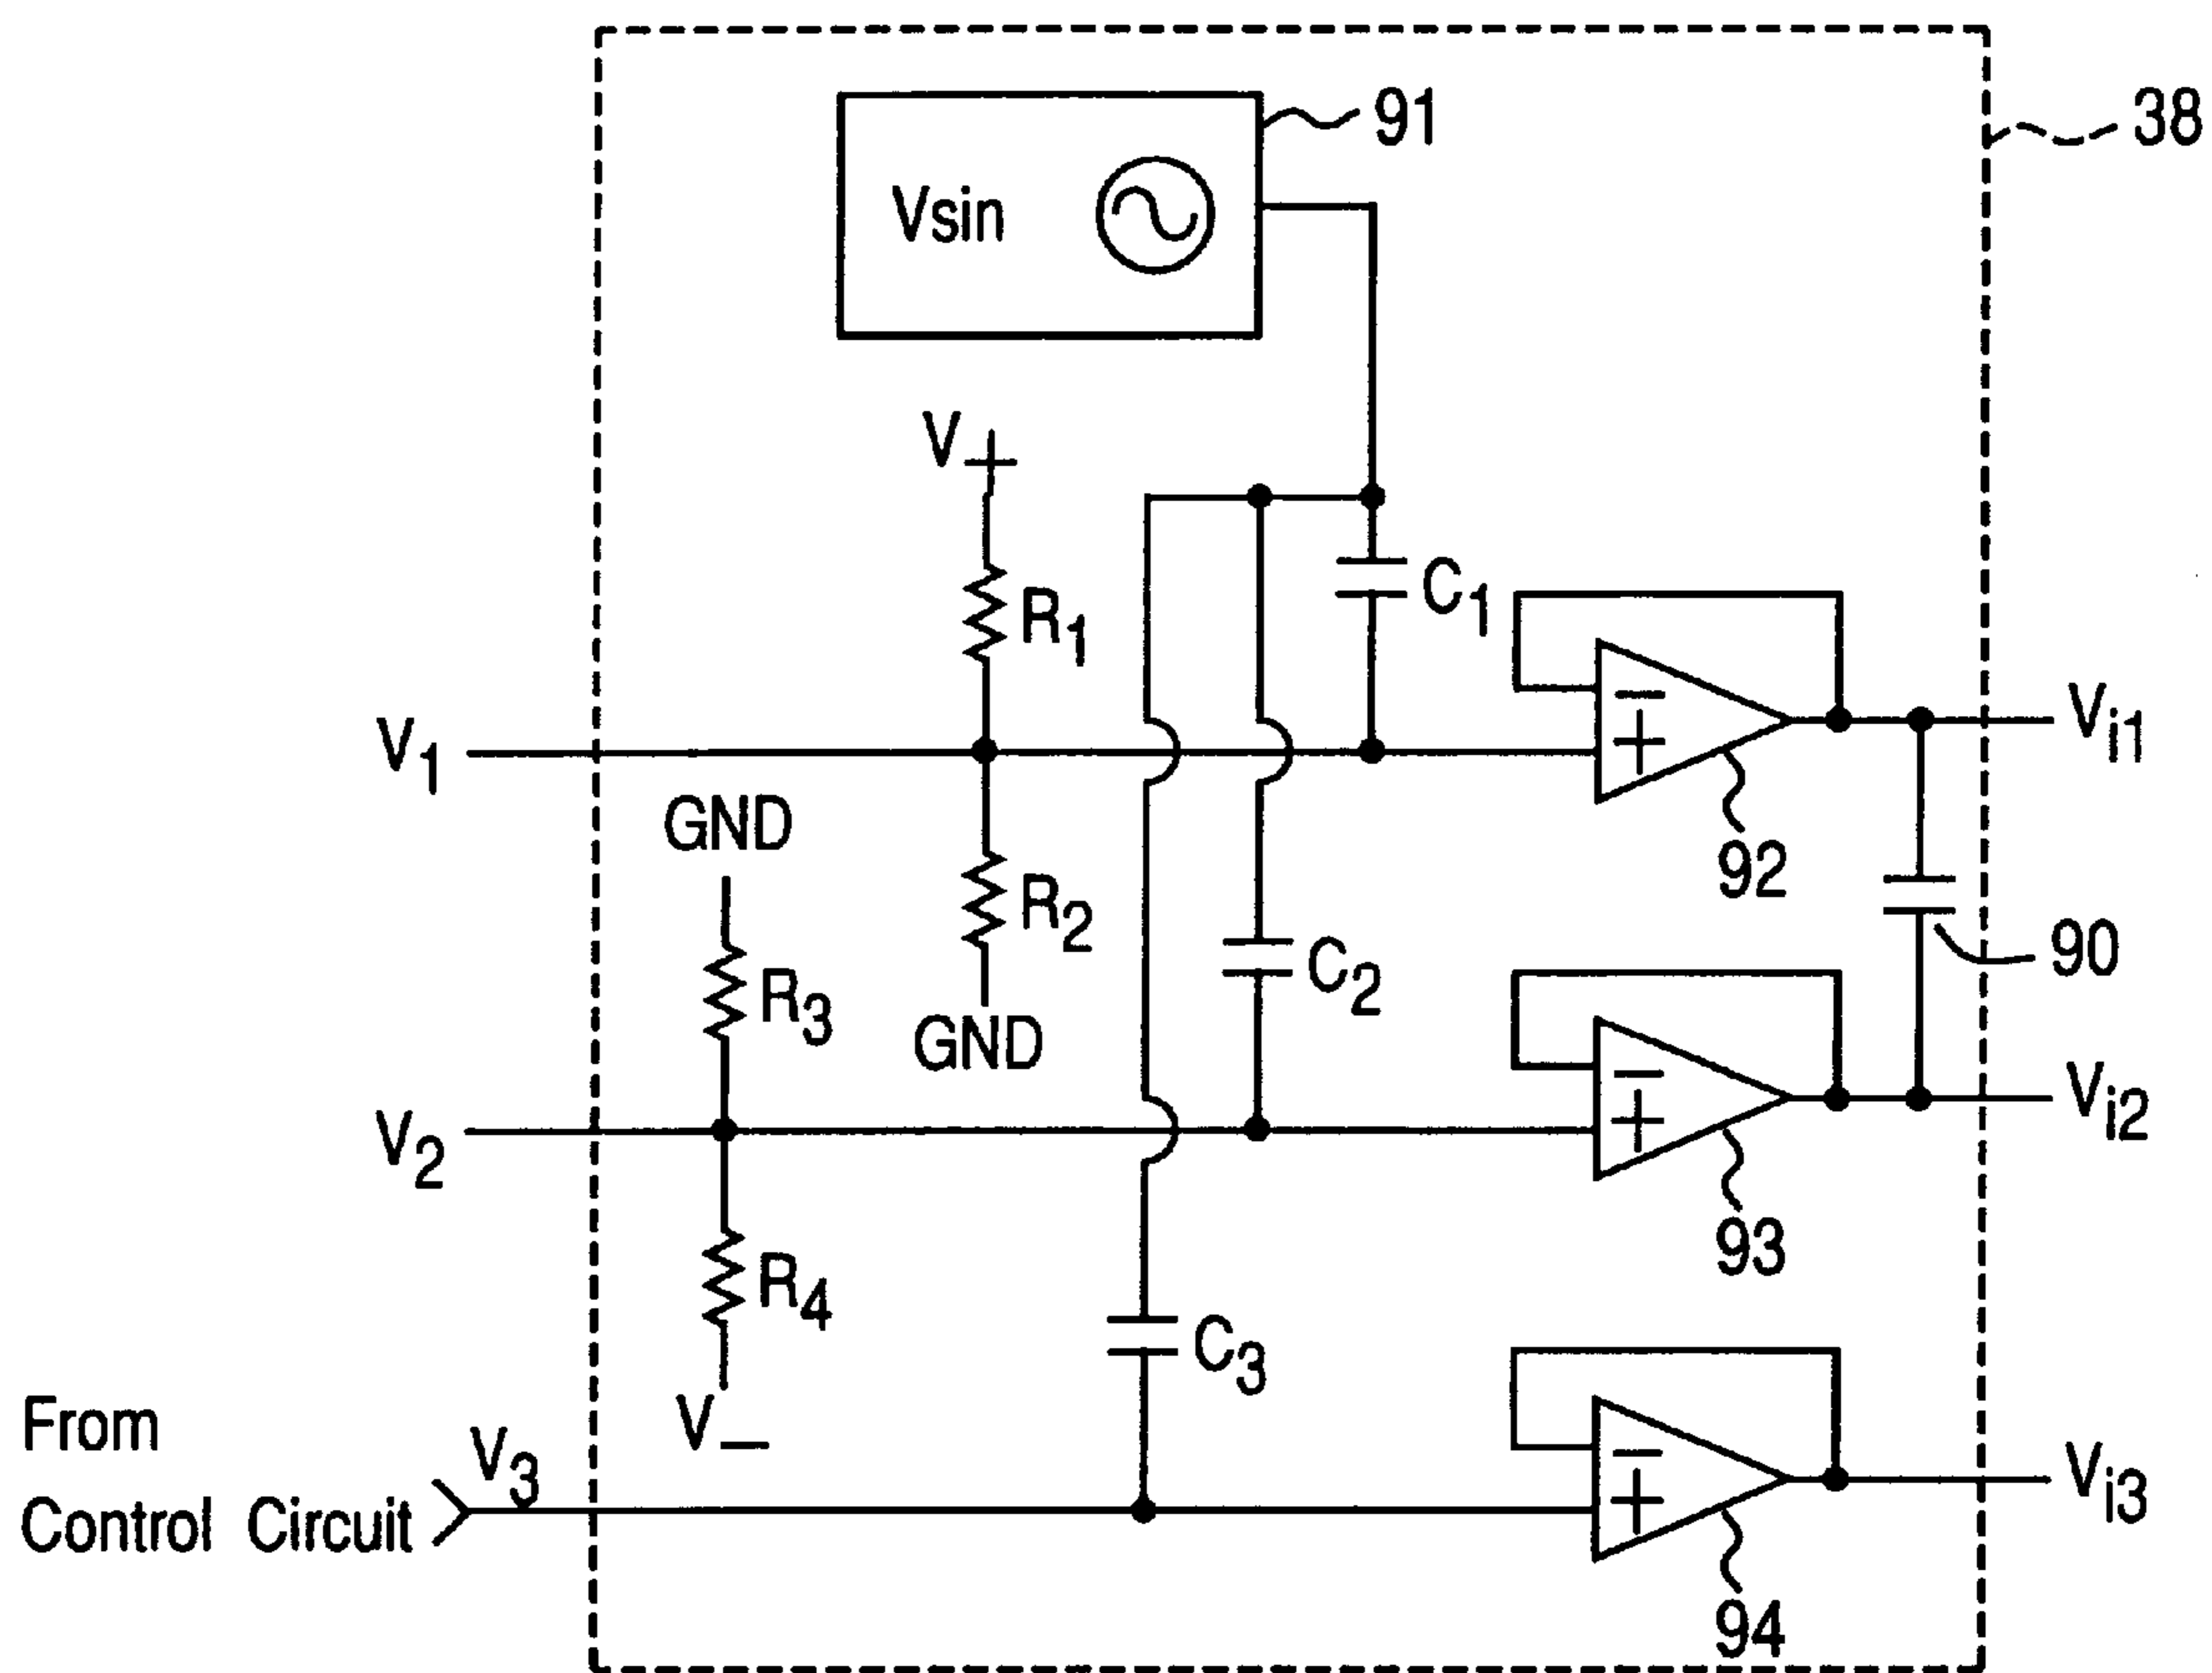 91
38
Vsin
V+
C1
R1
Vi1
V1
GND
92
R2
90
C2
R3
GND
Vi2
V2
93
R4
C3
V−
From
Control Circuit
V3
Vi3
94